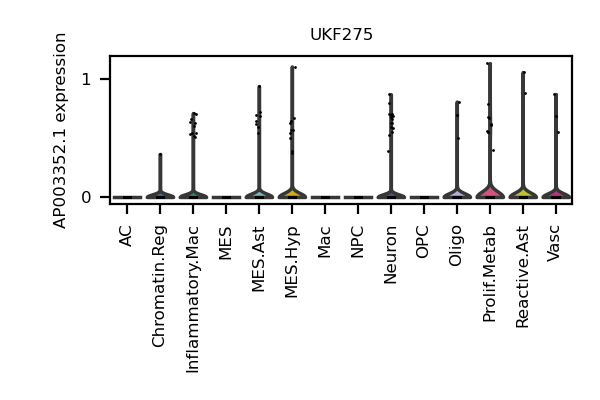 UKF275
AP003352.1 expression
1
0
AC
Chromatin.Reg
Inflammatory.Mac
MES
MES.Ast
MES.Hyp
Mac
NPC
Neuron
OPC
Oligo
Prolif.Metab
Reactive.Ast
Vasc